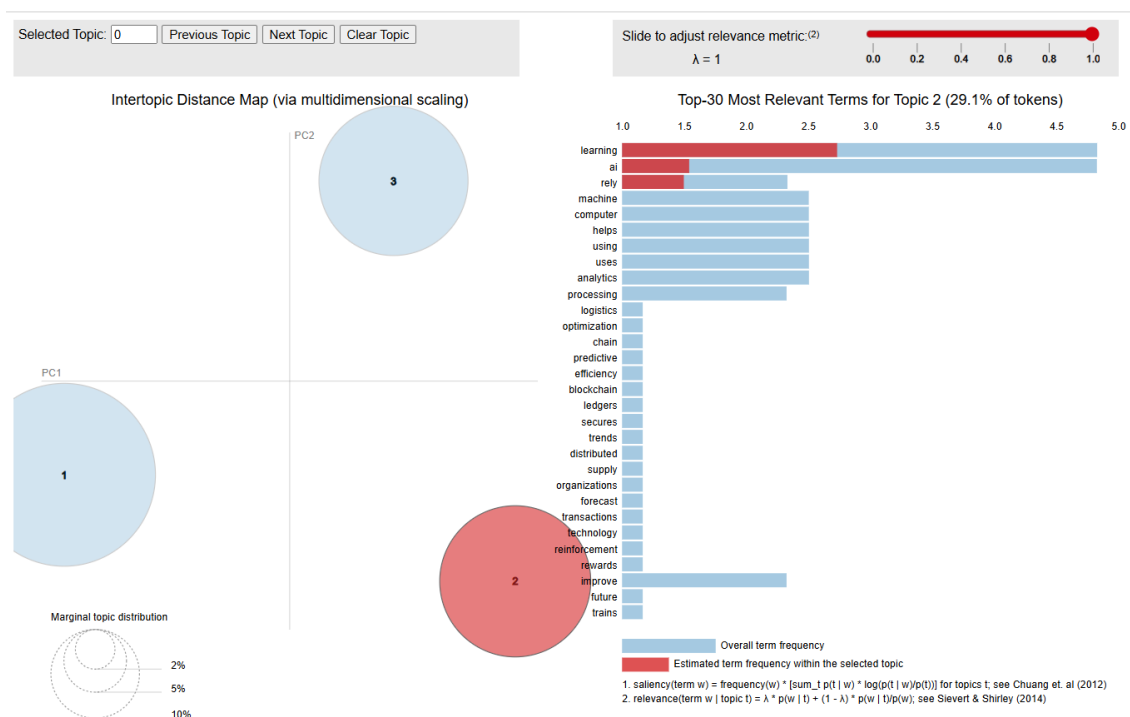 Selected Topic: 0 Previous Topic Next Topic Clear Topic
Slide to adjust relevance metric:(2)
λ = 1
0.0 0.2 0.4 0.6 0.8 1.0
Intertopic Distance Map (via multidimensional scaling)
PC2
PC1
3
1
2
Marginal topic distribution
2%
5%
10%
Top-30 Most Relevant Terms for Topic 2 (29.1% of tokens)
1.0 1.5 2.0 2.5 3.0 3.5 4.0 4.5 5.0
learning
ai
rely
machine
computer
helps
using
uses
analytics
processing
logistics
optimization
chain
predictive
efficiency
blockchain
ledgers
secures
trends
distributed
supply
organizations
forecast
transactions
technology
reinforcement
rewards
improve
future
trains
Overall term frequency
Estimated term frequency within the selected topic
1. saliency(term w) = frequency(w) * [sum_t p(t | w) * log(p(t | w)/p(t))] for topics t; see Chuang et. al (2012)
2. relevance(term w | topic t) = λ * p(w | t) + (1 - λ) * p(w | t)/p(w); see Sievert & Shirley (2014)